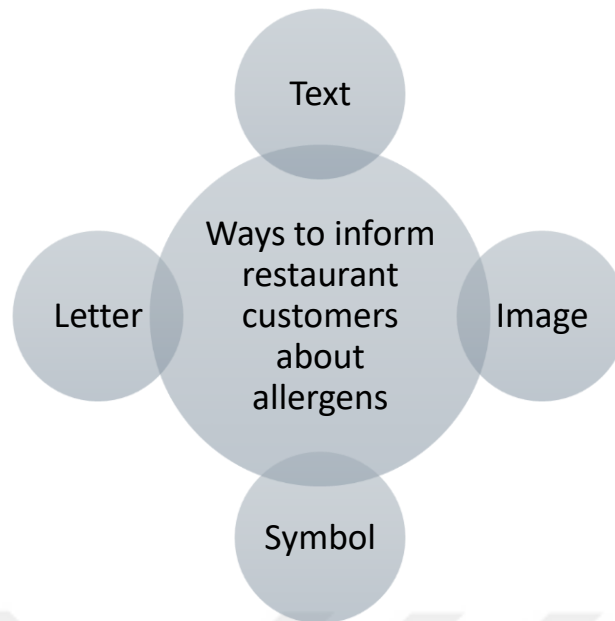 Text
Ways to inform
restaurant
customers
about
allergens
Letter
Image
Symbol